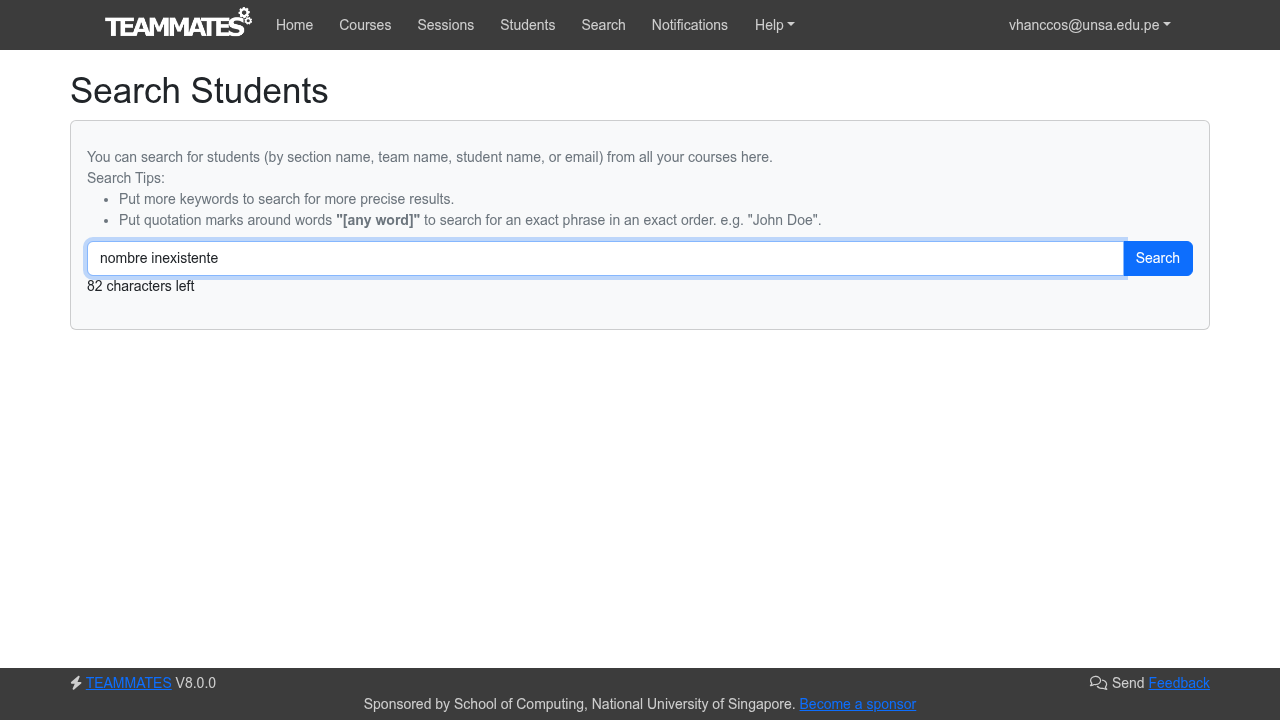 TEAMMATES Home Courses Sessions Students Search Notifications Help vhanccos@unsa.edu.pe
Search Students
You can search for students (by section name, team name, student name, or email) from all your courses here.
Search Tips:
Put more keywords to search for more precise results.
Put quotation marks around words "[any word]" to search for an exact phrase in an exact order. e.g. "John Doe".
nombre inexistente Search
82 characters left
TEAMMATES V8.0.0 Send Feedback
Sponsored by School of Computing, National University of Singapore. Become a sponsor